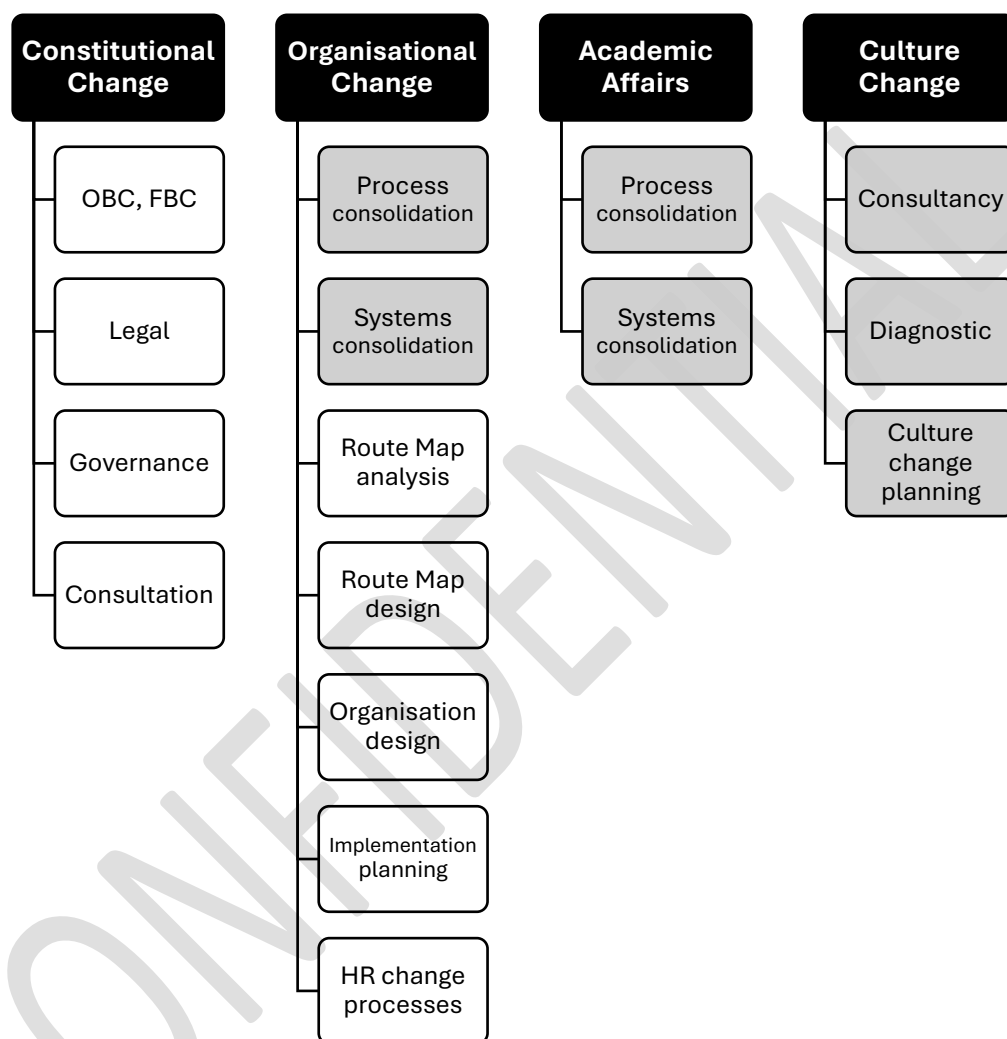 Constitutional
Change
OBC, FBC
Legal
Governance
Consultation
Organisational
Change
Process
consolidation
Systems
consolidation
Route Map
analysis
Route Map
design
Organisation
design
Implementation
planning
HR change
processes
Academic
Affairs
Process
consolidation
Systems
consolidation
Culture
Change
Consultancy
Diagnostic
Culture
change
planning
CONFIDENTIAL